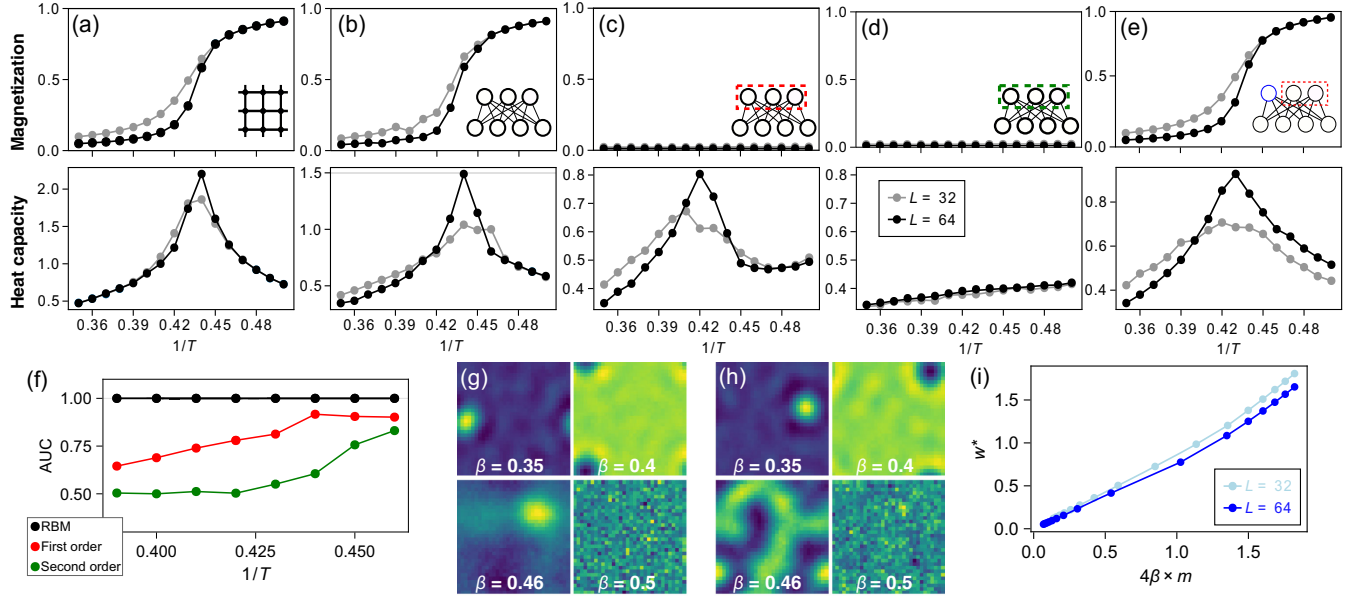 (a)
(b)
(c)
(d)
(e)
Magnetization
1.0
0.5
0.0
1.0
0.5
0.0
1.0
0.5
0.0
1.0
0.5
0.0
1.0
0.5
0.0
Heat capacity
2.0
1.5
1.0
0.5
1.5
1.0
0.5
0.8
0.7
0.6
0.5
0.4
0.8
0.6
0.4
0.8
0.6
0.4
L = 32
L = 64
0.36 0.39 0.42 0.45 0.48
0.36 0.39 0.42 0.45 0.48
0.36 0.39 0.42 0.45 0.48
0.36 0.39 0.42 0.45 0.48
0.36 0.39 0.42 0.45 0.48
1/T
1/T
1/T
1/T
1/T
(f)
AUC
1.00
0.75
0.50
RBM
First order
Second order
0.400 0.425 0.450
1/T
(g)
β = 0.35
β = 0.4
β = 0.46
β = 0.5
(h)
β = 0.35
β = 0.4
β = 0.46
β = 0.5
(i)
w*
1.5
1.0
0.5
0.0
L = 32
L = 64
0.0 0.5 1.0 1.5
4β × m